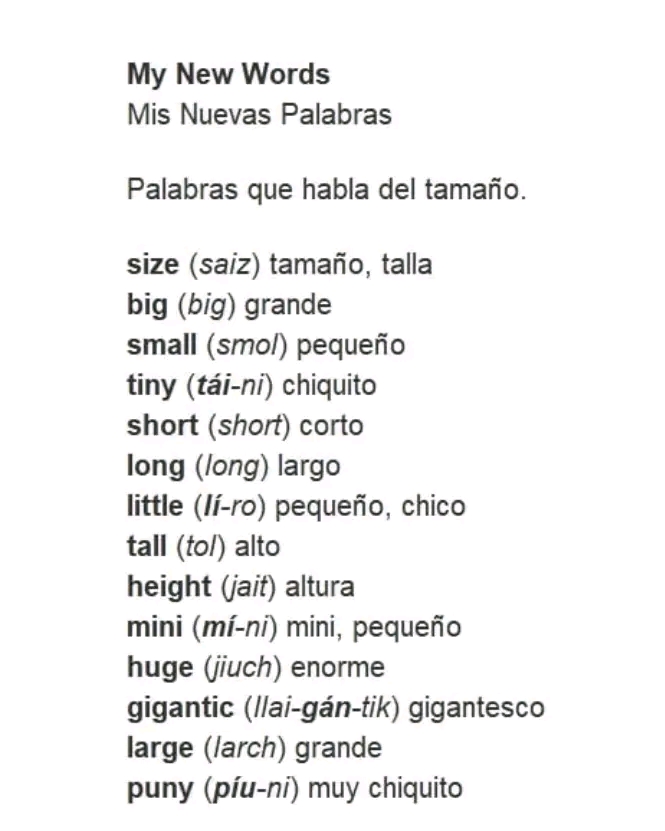 My New Words
Mis Nuevas Palabras
Palabras que habla del tamaño.
size (saiz) tamaño, talla
big (big) grande
small (smol) pequeño
tiny (tái-ni) chiquito
short (short) corto
long (long) largo
little (lí-ro) pequeño, chico
tall (tol) alto
height (jait) altura
mini (mí-ni) mini, pequeño
huge (jiuch) enorme
gigantic (llai-gán-tik) gigantesco
large (larch) grande
puny (píu-ni) muy chiquito